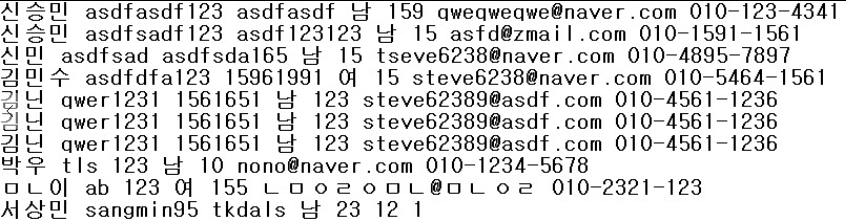 신승민 asdfasdf123 asdfasdf 남 159 qweqweqwe@naver.com 010-123-4341
신승민 asdfsadf123 asdf123123 남 15 asfd@zmail.com 010-1591-1561
신민 asdfsad asdfsda165 남 15 tseve6238@naver.com 010-4895-7897
김민수 asdfdfa123 15961991 여 15 steve6238@naver.com 010-5464-1561
김닌 qwer1231 1561651 남 123 steve62389@asdf.com 010-4561-1236
김닌 qwer1231 1561651 남 123 steve62389@asdf.com 010-4561-1236
김닌 qwer1231 1561651 남 123 steve62389@asdf.com 010-4561-1236
박우 tls 123 남 10 nono@naver.com 010-1234-5678
ㅁㄴ이 ab 123 여 155 ㄴㅁㅇㄹㅇㅁㄴ@ㅁㄴㅇㄹ 010-2321-123
서상민 sangmin95 tkdals 남 23 12 1